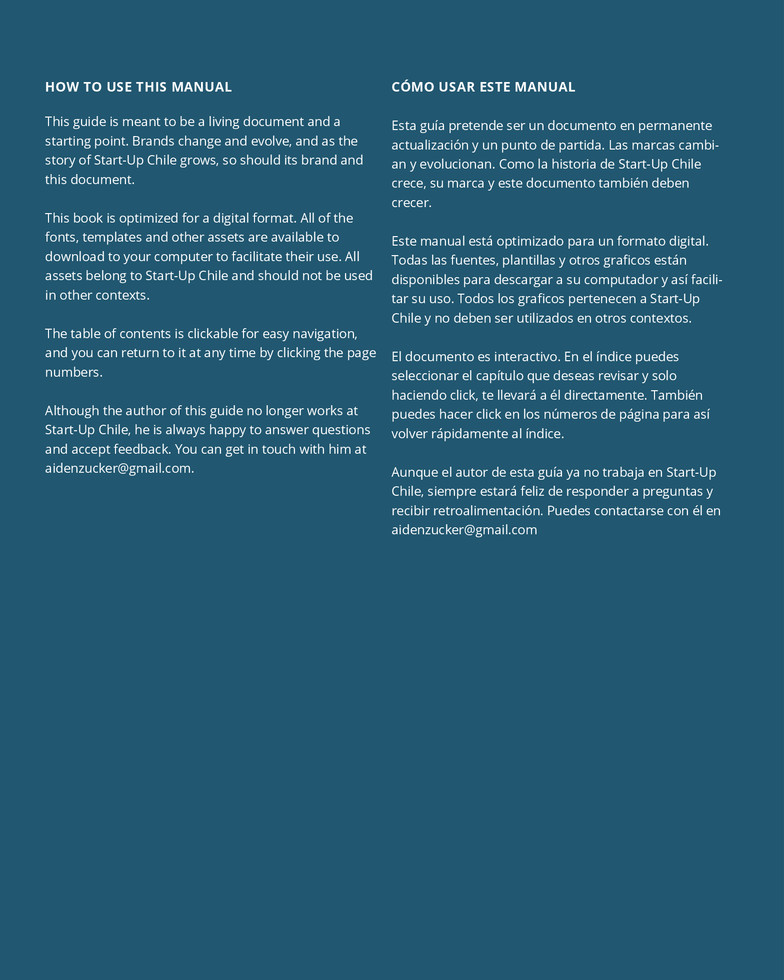 HOW TO USE THIS MANUAL
This guide is meant to be a living document and a
starting point. Brands change and evolve, and as the
story of Start-Up Chile grows, so should its brand and
this document.
This book is optimized for a digital format. All of the
fonts, templates and other assets are available to
download to your computer to facilitate their use. All
assets belong to Start-Up Chile and should not be used
in other contexts.
The table of contents is clickable for easy navigation,
and you can return to it at any time by clicking the page
numbers.
Although the author of this guide no longer works at
Start-Up Chile, he is always happy to answer questions
and accept feedback. You can get in touch with him at
aidenzucker@gmail.com.
CÓMO USAR ESTE MANUAL
Esta guía pretende ser un documento en permanente
actualización y un punto de partida. Las marcas cambi-
an y evolucionan. Como la historia de Start-Up Chile
crece, su marca y este documento también deben
crecer.
Este manual está optimizado para un formato digital.
Todas las fuentes, plantillas y otros graficos están
disponibles para descargar a su computador y así facili-
tar su uso. Todos los graficos pertenecen a Start-Up
Chile y no deben ser utilizados en otros contextos.
El documento es interactivo. En el índice puedes
seleccionar el capítulo que deseas revisar y solo
haciendo click, te llevará a él directamente. También
puedes hacer click en los números de página para así
volver rápidamente al índice.
Aunque el autor de esta guía ya no trabaja en Start-Up
Chile, siempre estará feliz de responder a preguntas y
recibir retroalimentación. Puedes contactarse con él en
aidenzucker@gmail.com